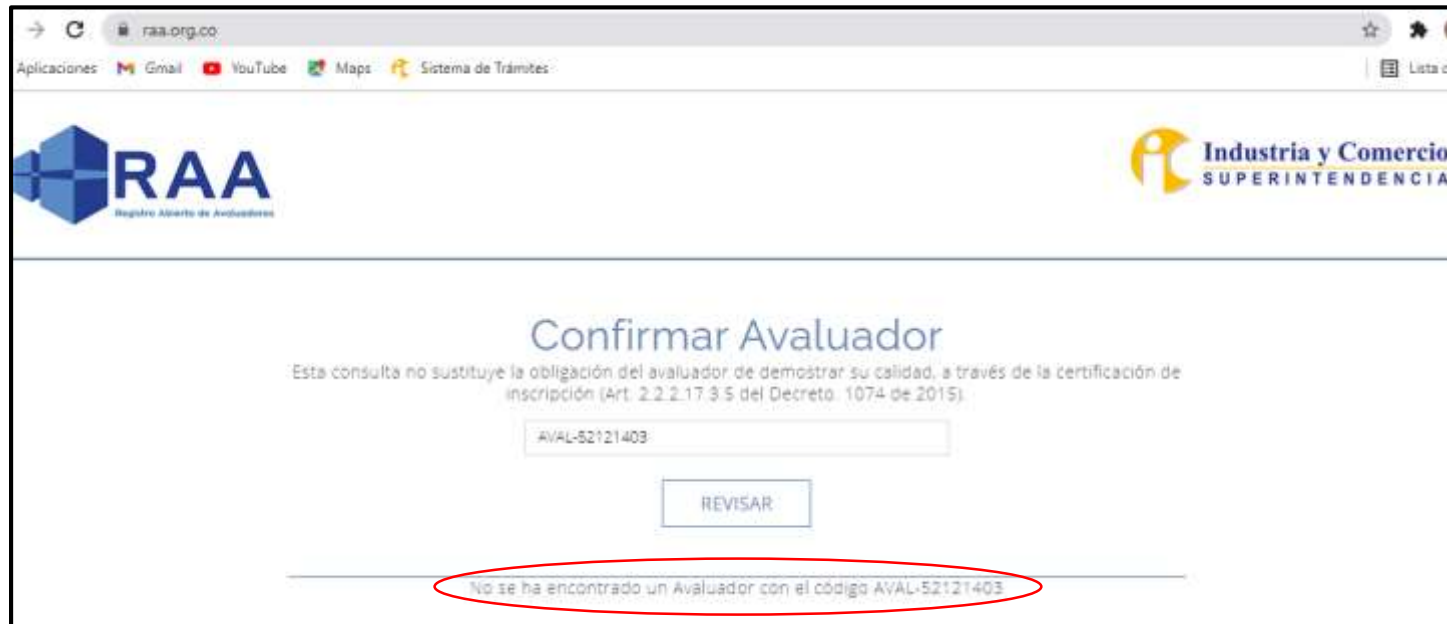 raa.org.co
Aplicaciones Gmail YouTube Maps Sistema de Trámites Lista
RAA
Registro Abierto de Avaluadores
Industria y Comercio
SUPERINTENDENCIA
Confirmar Avaluador
Esta consulta no sustituye la obligación del avaluador de demostrar su calidad, a través de la certificación de
inscripción (Art. 2.2.2.17.3.5 del Decreto. 1074 de 2015).
AVAL-52121403
REVISAR
No se ha encontrado un Avaluador con el código AVAL-52121403